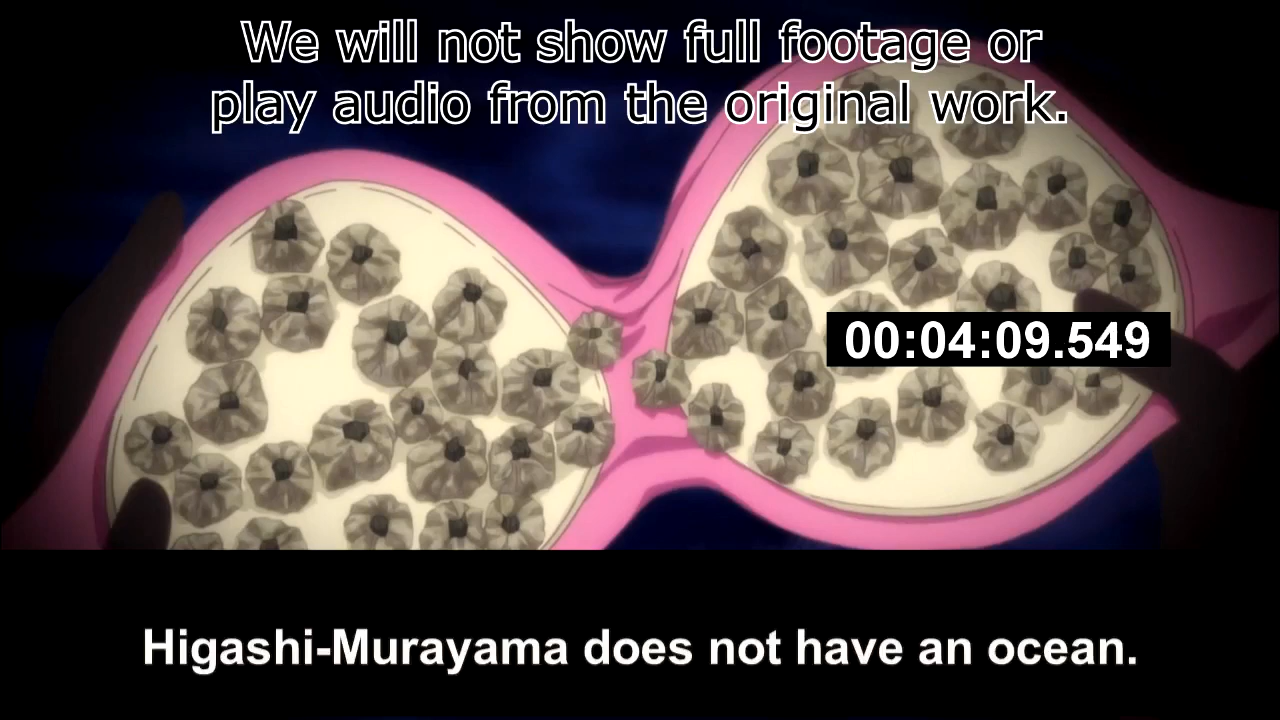 We will not show full footage or
play audio from the original work.
00:04:09.549
Higashi-Murayama does not have an ocean.